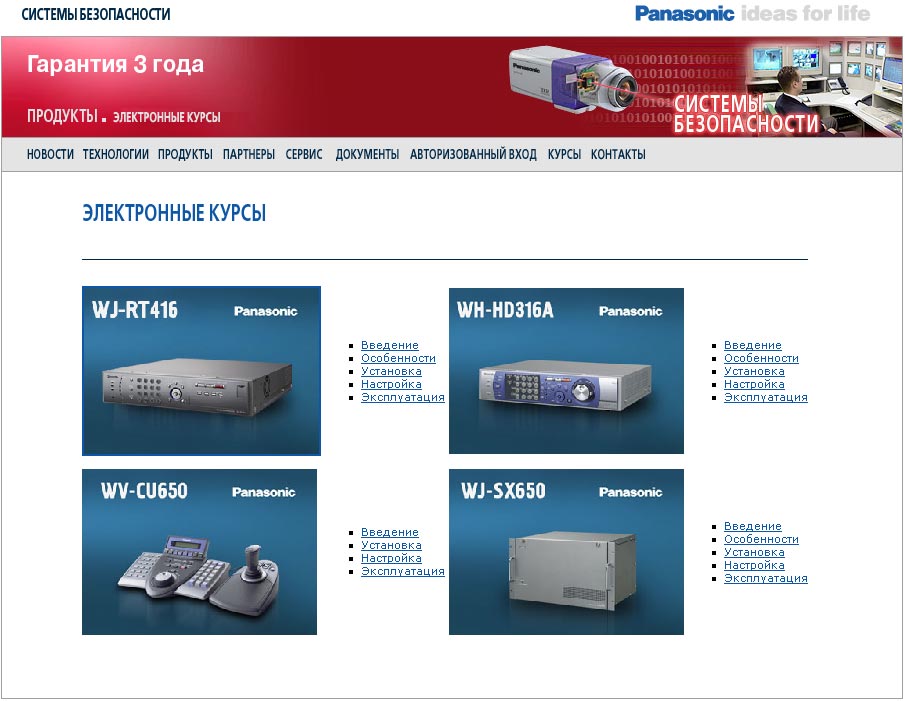 СИСТЕМЫ БЕЗОПАСНОСТИ
Panasonic ideas for life
Гарантия 3 года
Panasonic
СИСТЕМЫ
БЕЗОПАСНОСТИ
ПРОДУКТЫ . ЭЛЕКТРОННЫЕ КУРСЫ
НОВОСТИ ТЕХНОЛОГИИ ПРОДУКТЫ ПАРТНЕРЫ СЕРВИС ДОКУМЕНТЫ АВТОРИЗОВАННЫЙ ВХОД КУРСЫ КОНТАКТЫ
ЭЛЕКТРОННЫЕ КУРСЫ
WJ-RT416 Panasonic
Введение
Особенности
Установка
Настройка
Эксплуатация
WH-HD316A Panasonic
Введение
Особенности
Установка
Настройка
Эксплуатация
WV-CU650 Panasonic
Введение
Установка
Настройка
Эксплуатация
WJ-SX650 Panasonic
Введение
Особенности
Установка
Настройка
Эксплуатация